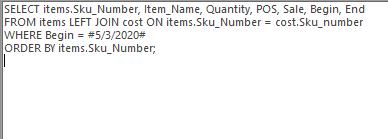 SELECT items.Sku_Number, Item_Name, Quantity, POS, Sale, Begin, End
FROM items LEFT JOIN cost ON items.Sku_Number = cost.Sku_number
WHERE Begin = #5/3/2020#
ORDER BY items.Sku_Number;